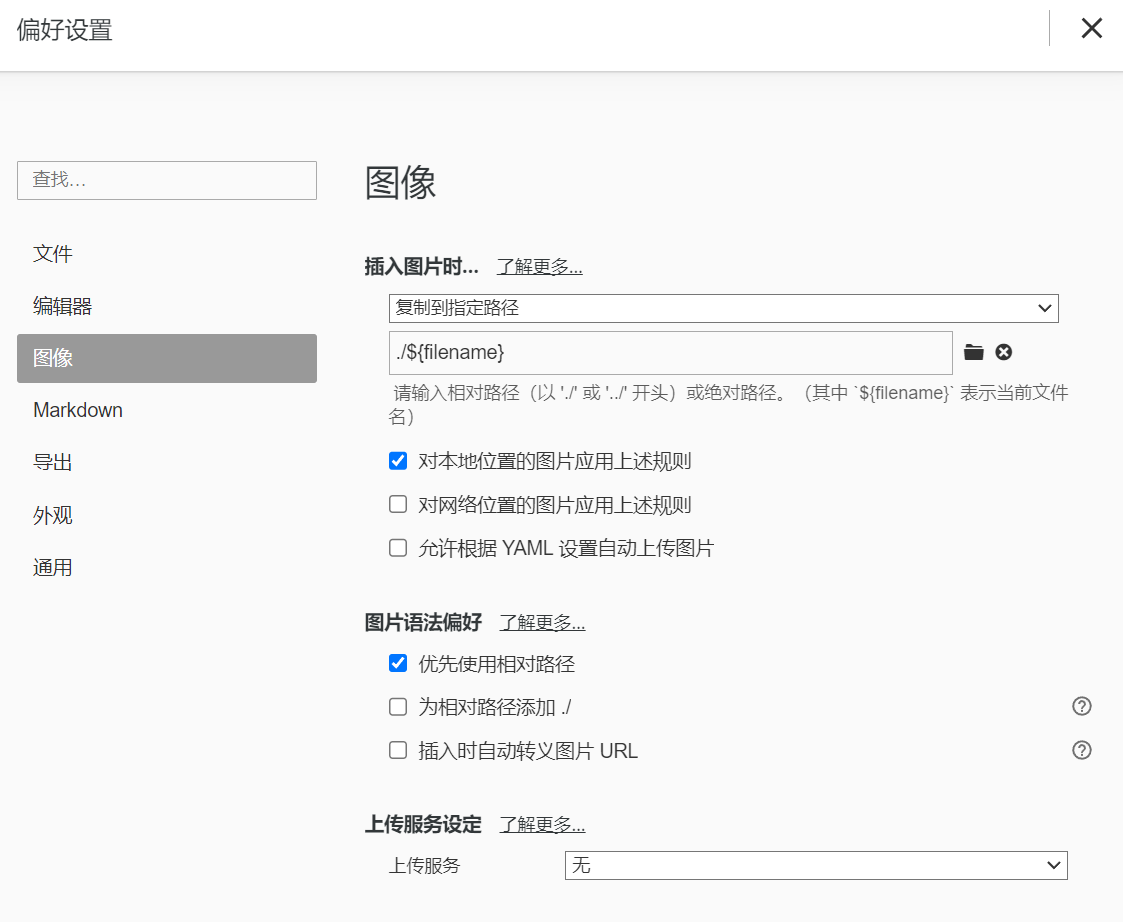 偏好设置
查找…
文件
编辑器
图像
Markdown
导出
外观
通用
图像
插入图片时... 了解更多...
复制到指定路径
./${filename}
请输入相对路径（以 './' 或 '../' 开头）或绝对路径。（其中 `${filename}` 表示当前文件
名）
对本地位置的图片应用上述规则
对网络位置的图片应用上述规则
允许根据 YAML 设置自动上传图片
图片语法偏好 了解更多...
优先使用相对路径
为相对路径添加 ./
插入时自动转义图片 URL
上传服务设定 了解更多...
上传服务 无